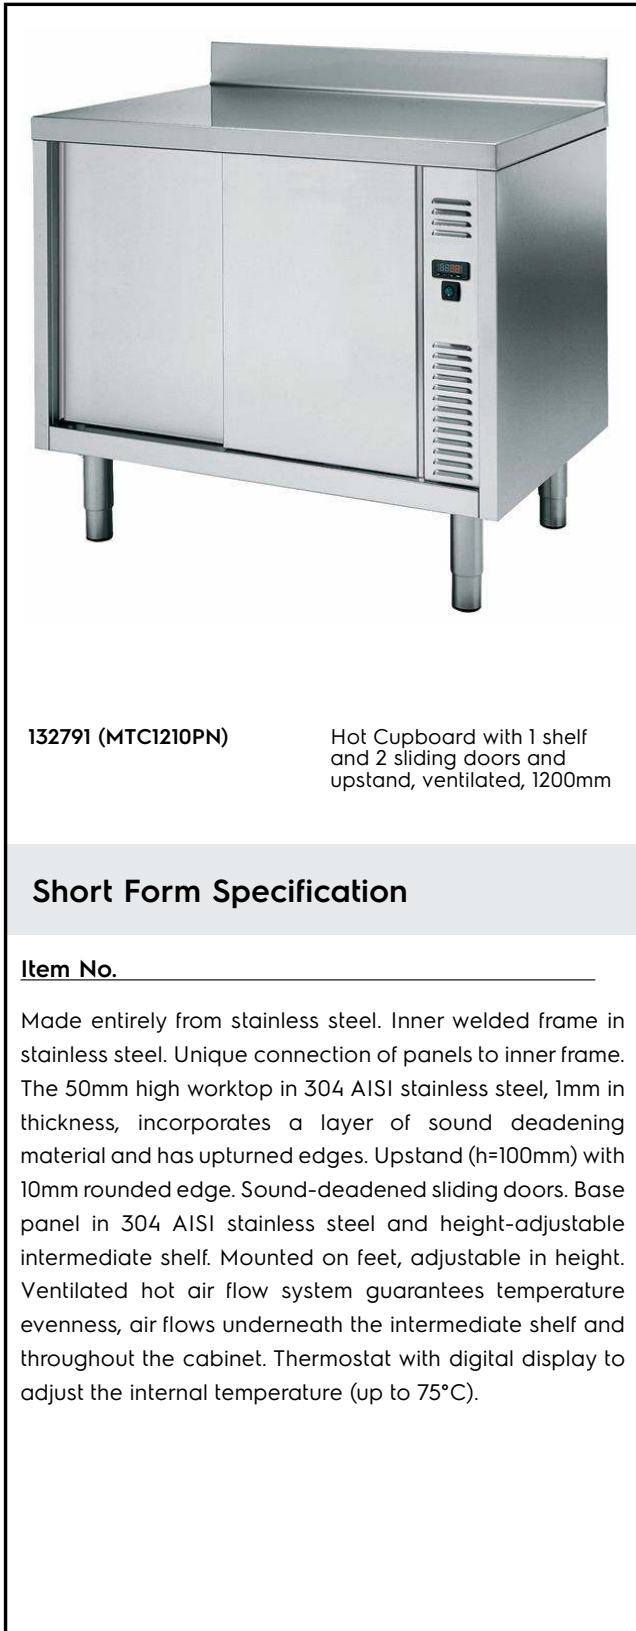 132791 (MTC1210PN)
Hot Cupboard with 1 shelf
and 2 sliding doors and
upstand, ventilated, 1200mm
Short Form Specification
Item No.
Made entirely from stainless steel. Inner welded frame in
stainless steel. Unique connection of panels to inner frame.
The 50mm high worktop in 304 AISI stainless steel, 1mm in
thickness, incorporates a layer of sound deadening
material and has upturned edges. Upstand (h=100mm) with
10mm rounded edge. Sound-deadened sliding doors. Base
panel in 304 AISI stainless steel and height-adjustable
intermediate shelf. Mounted on feet, adjustable in height.
Ventilated hot air flow system guarantees temperature
evenness, air flows underneath the intermediate shelf and
throughout the cabinet. Thermostat with digital display to
adjust the internal temperature (up to 75°C).